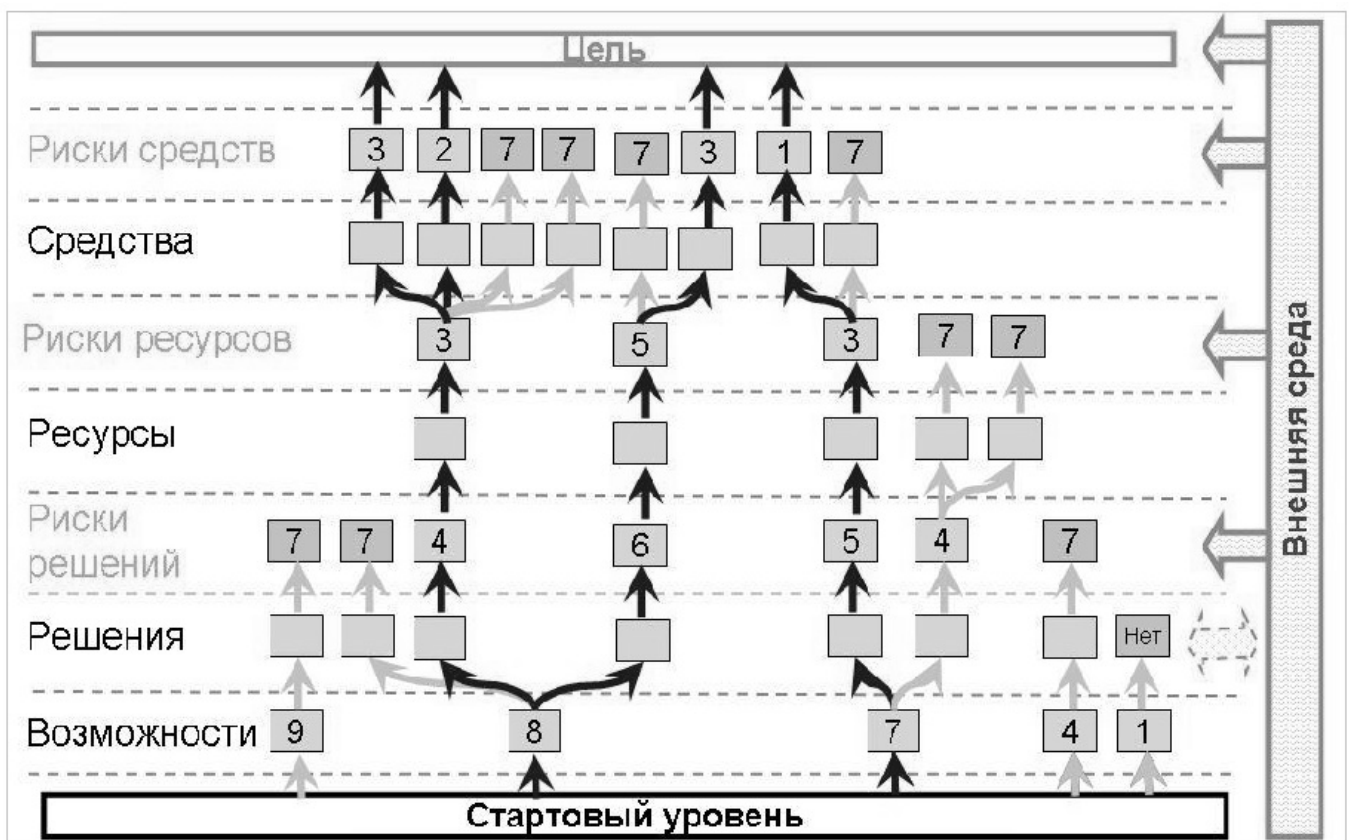 Цель
Риски средств
3 2 7 7 7 3 1 7
Средства
Риски ресурсов
3 5 3 7 7
Ресурсы
Риски
решений
7 7 4 6 5 4 7
Решения
Нет
Возможности
9 8 7 4 1
Стартовый уровень
Внешняя среда